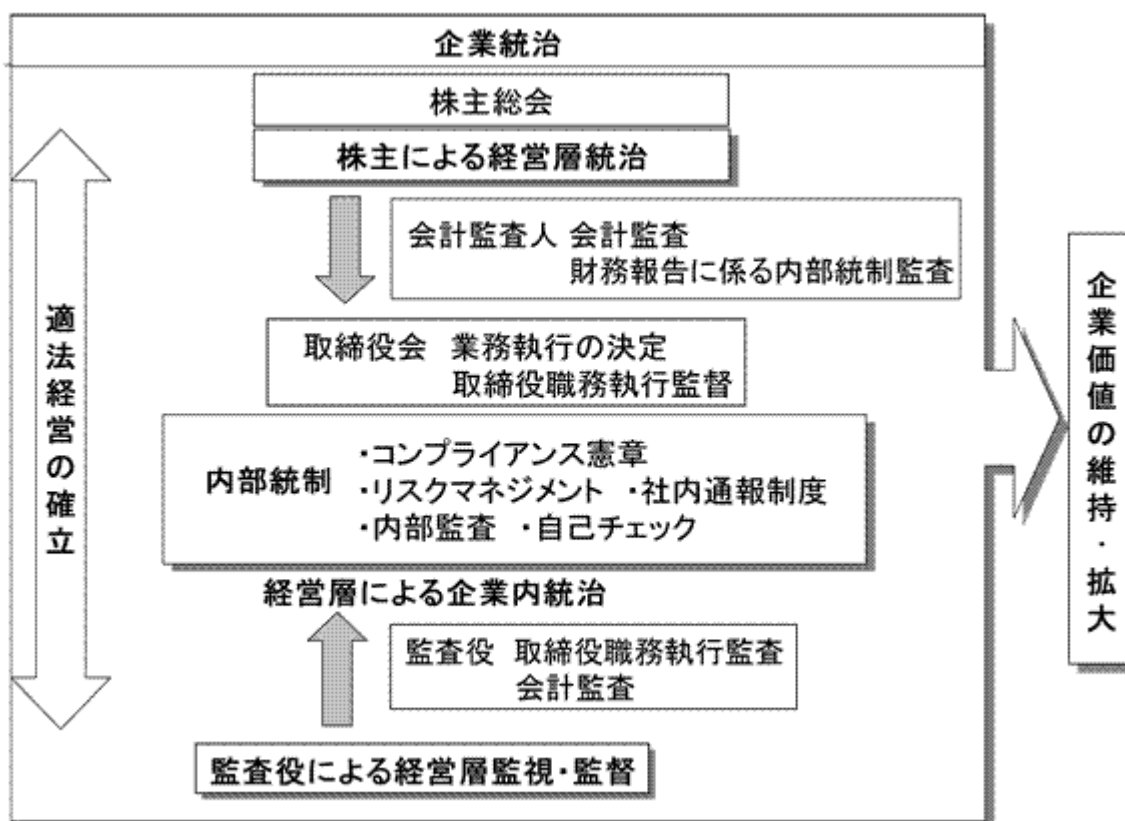 企業統治
株主総会
株主による経営層統治
会計監査人 会計監査
財務報告に係る内部統制監査
取締役会 業務執行の決定
取締役職務執行監督
内部統制
・コンプライアンス憲章
・リスクマネジメント ・社内通報制度
・内部監査 ・自己チェック
経営層による企業内統治
監査役 取締役職務執行監査
会計監査
監査役による経営層監視・監督
適法経営の確立
企業価値の維持・拡大